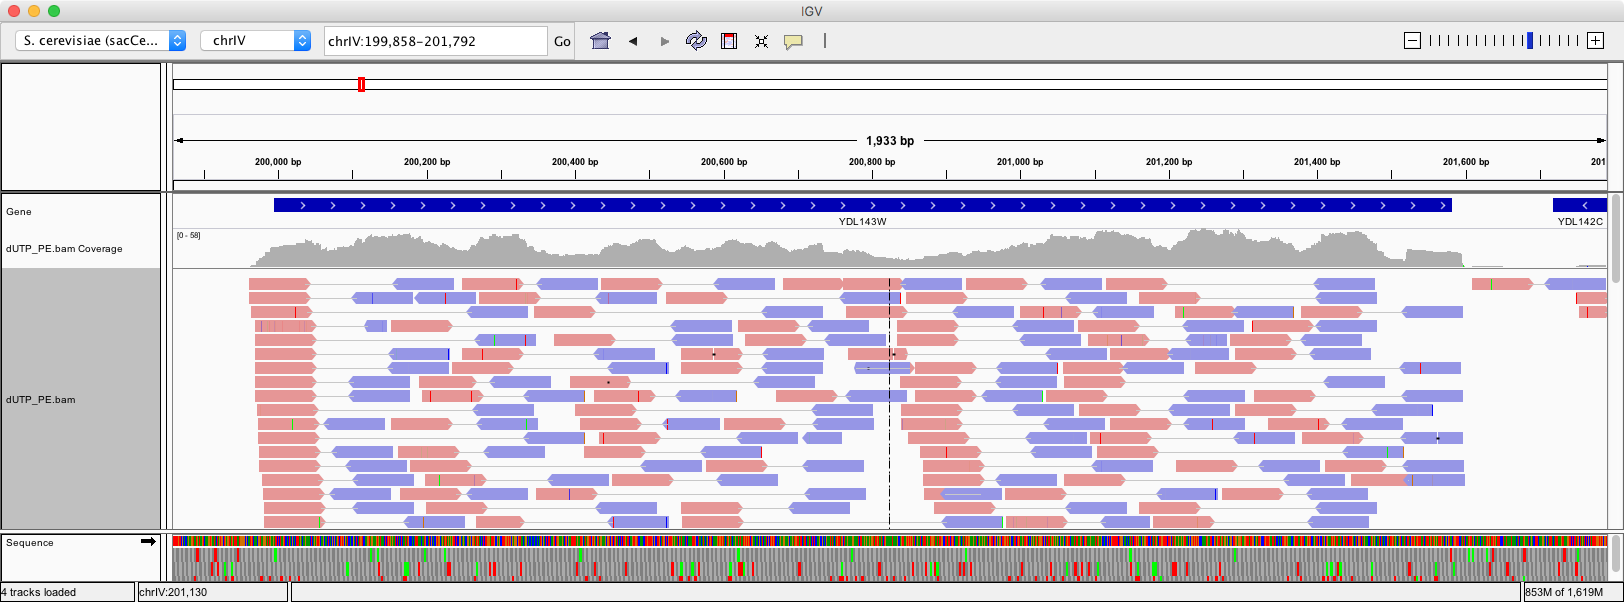 IGV
S. cerevisiae (sacCe...
chrIV
chrIV:199,858-201,792
Go
1,933 bp
200,000 bp
200,200 bp
200,400 bp
200,600 bp
200,800 bp
201,000 bp
201,200 bp
201,400 bp
201,600 bp
201
Gene
YDL143W
YDL142C
dUTP_PE.bam Coverage
[0 - 58]
dUTP_PE.bam
Sequence
4 tracks loaded
chrIV:201,130
853M of 1,619M